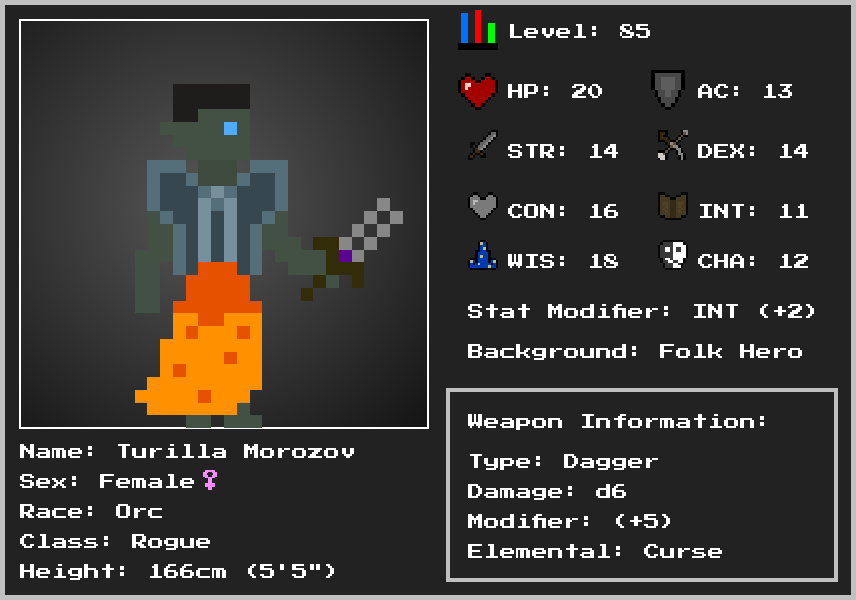 Level: 85
HP: 20
AC: 13
STR: 14
DEX: 14
CON: 16
INT: 11
WIS: 18
CHA: 12
Stat Modifier: INT (+2)
Background: Folk Hero
Weapon Information:
Type: Dagger
Damage: d6
Modifier: (+5)
Elemental: Curse
Name: Turilla Morozov
Sex: Female♀
Race: Orc
Class: Rogue
Height: 166cm (5'5")